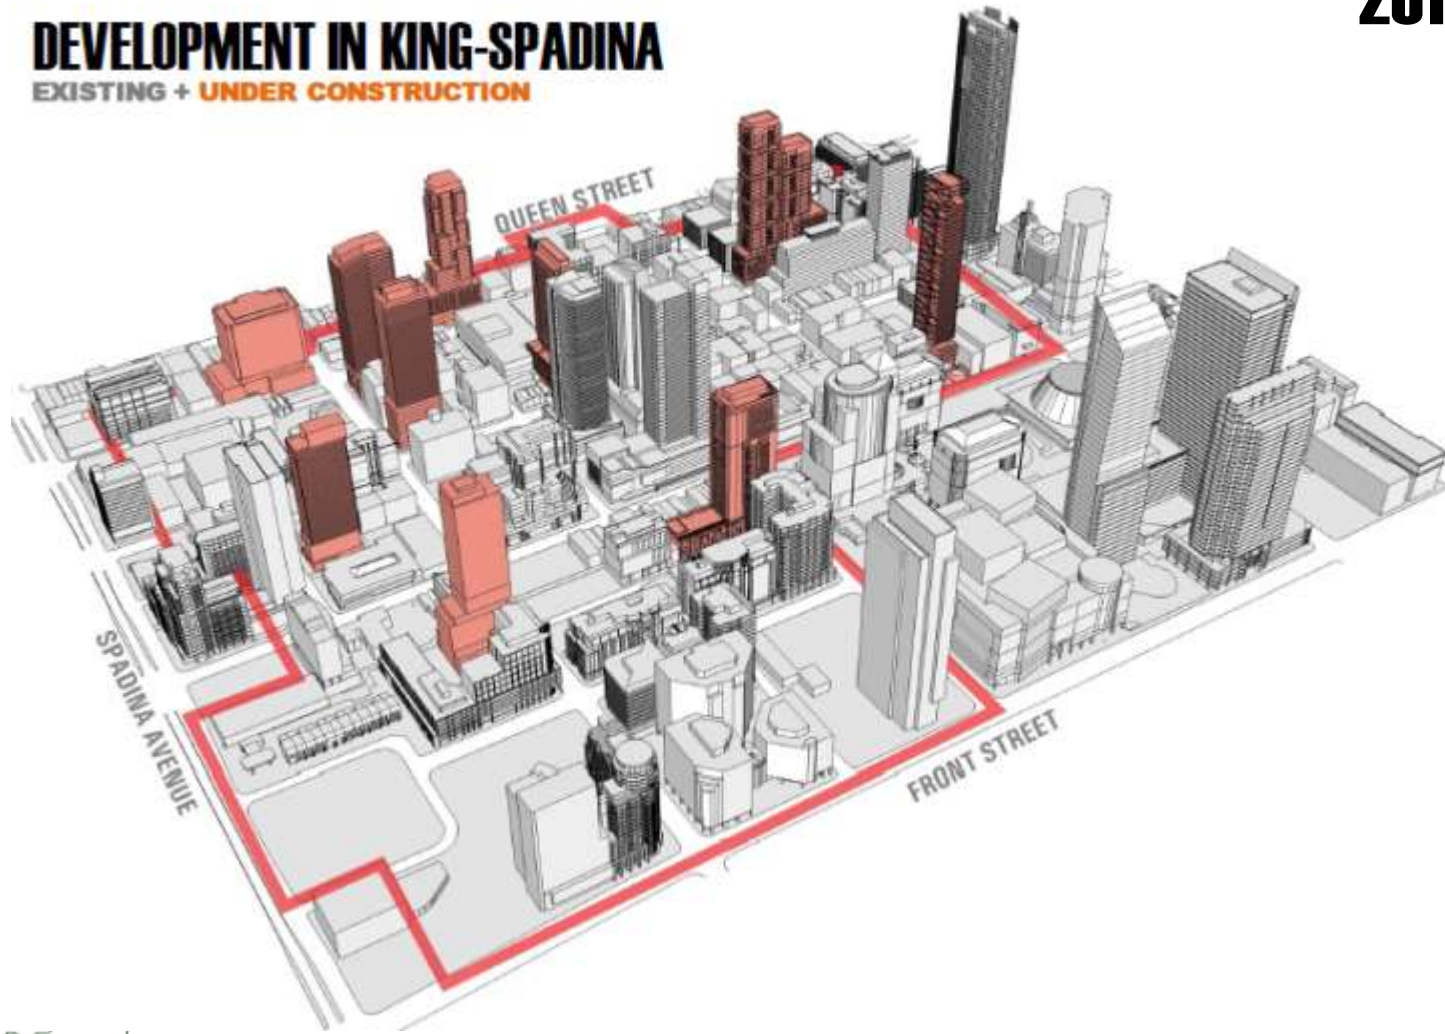 DEVELOPMENT IN KING-SPADINA
EXISTING + UNDER CONSTRUCTION
QUEEN STREET
SPADINA AVENUE
FRONT STREET